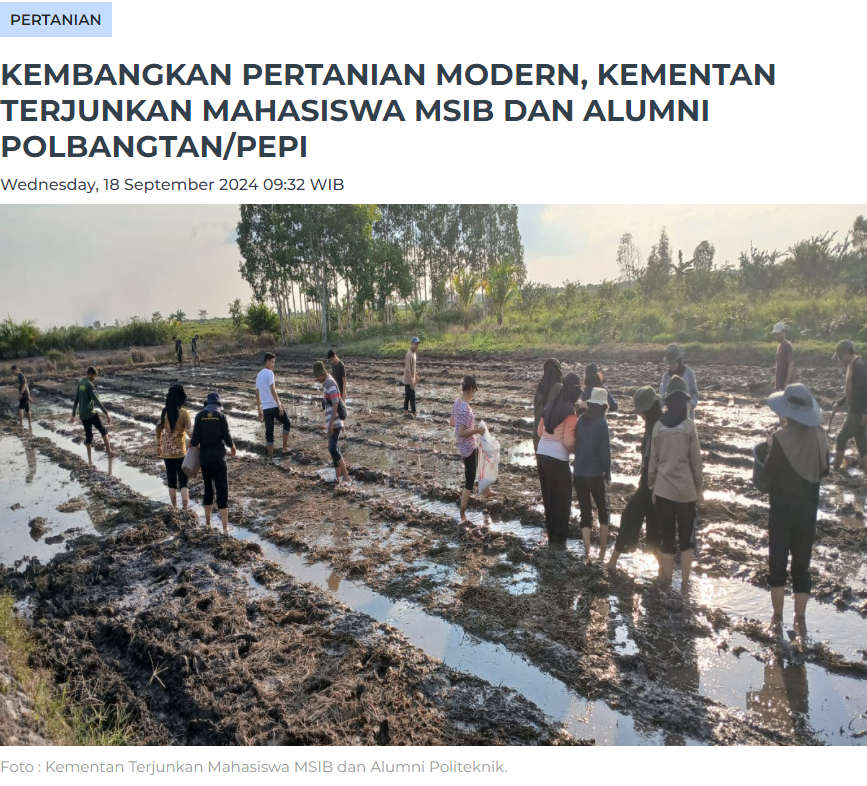 PERTANIAN
KEMBANGKAN PERTANIAN MODERN, KEMENTAN
TERJUNKAN MAHASISWA MSIB DAN ALUMNI
POLBANGTAN/PEPI
Wednesday, 18 September 2024 09:32 WIB
Foto : Kementan Terjunkan Mahasiswa MSIB dan Alumni Politeknik.